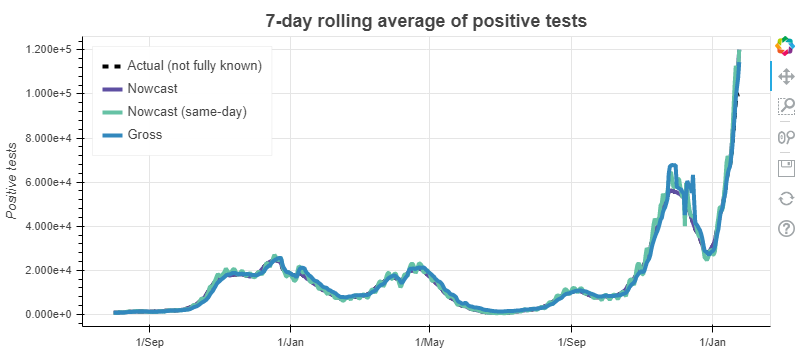 7-day rolling average of positive tests
1.200e+5
1.000e+5
8.000e+4
6.000e+4
4.000e+4
2.000e+4
0.000e+0
Positive tests
Actual (not fully known)
Nowcast
Nowcast (same-day)
Gross
1/Sep
1/Jan
1/May
1/Sep
1/Jan